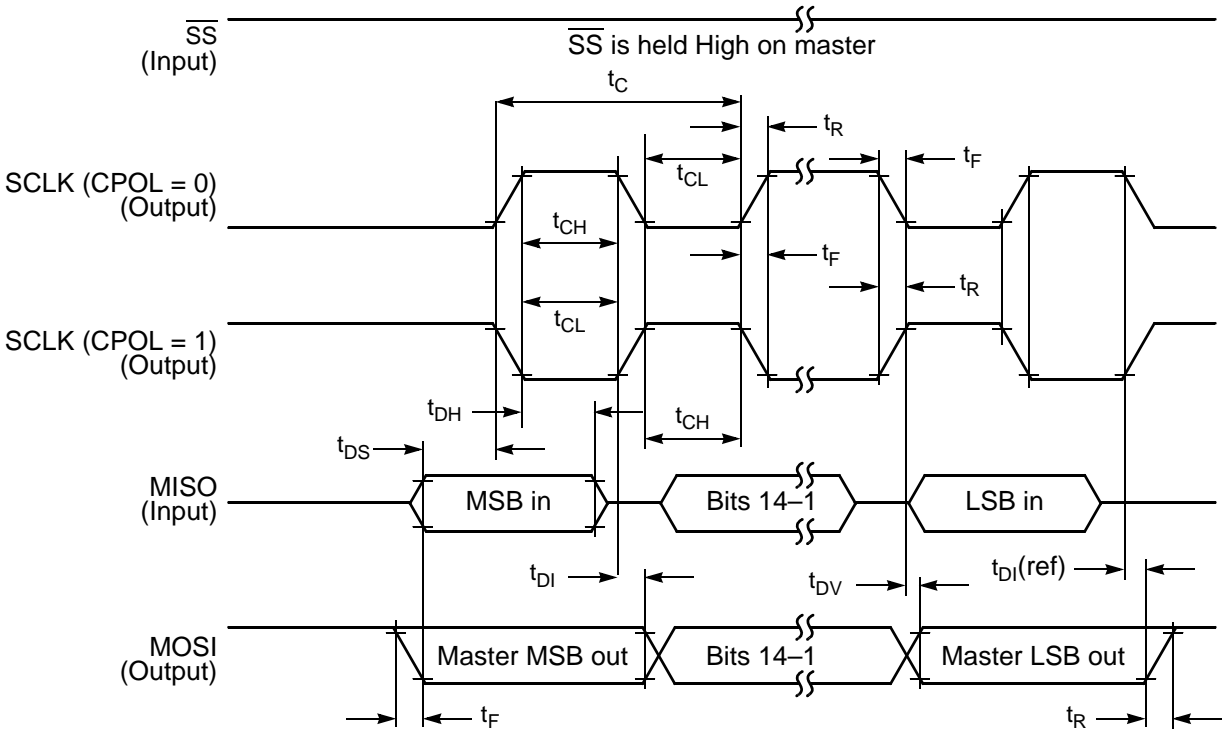 SS
(Input)
SS is held High on master
tC
tR
tCL
tF
SCLK (CPOL = 0)
(Output)
tCH
tF
tR
tCL
SCLK (CPOL = 1)
(Output)
tDH
tCH
tDS
MISO
(Input)
MSB in
Bits 14–1
LSB in
tDI
tDV
tDI(ref)
MOSI
(Output)
Master MSB out
Bits 14–1
Master LSB out
tF
tR